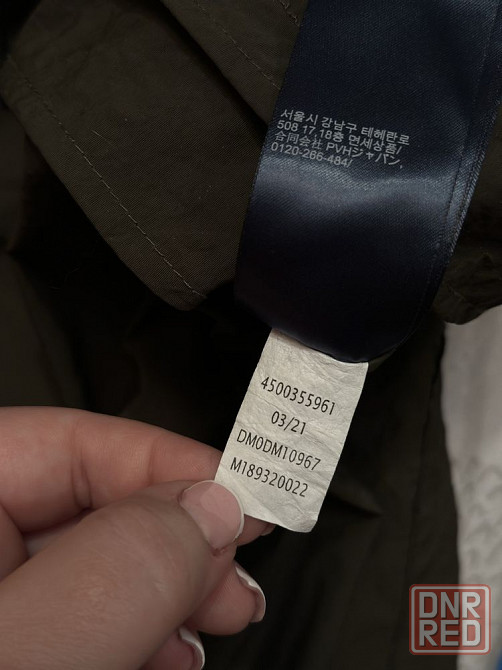 서울시 강남구 테헤란로
508 17,18층 면세상품/
合同会社 PVHジャパン,
0120-266-484/
4500355961
03/21
DM0DM10967
M189320022
DNR
RED